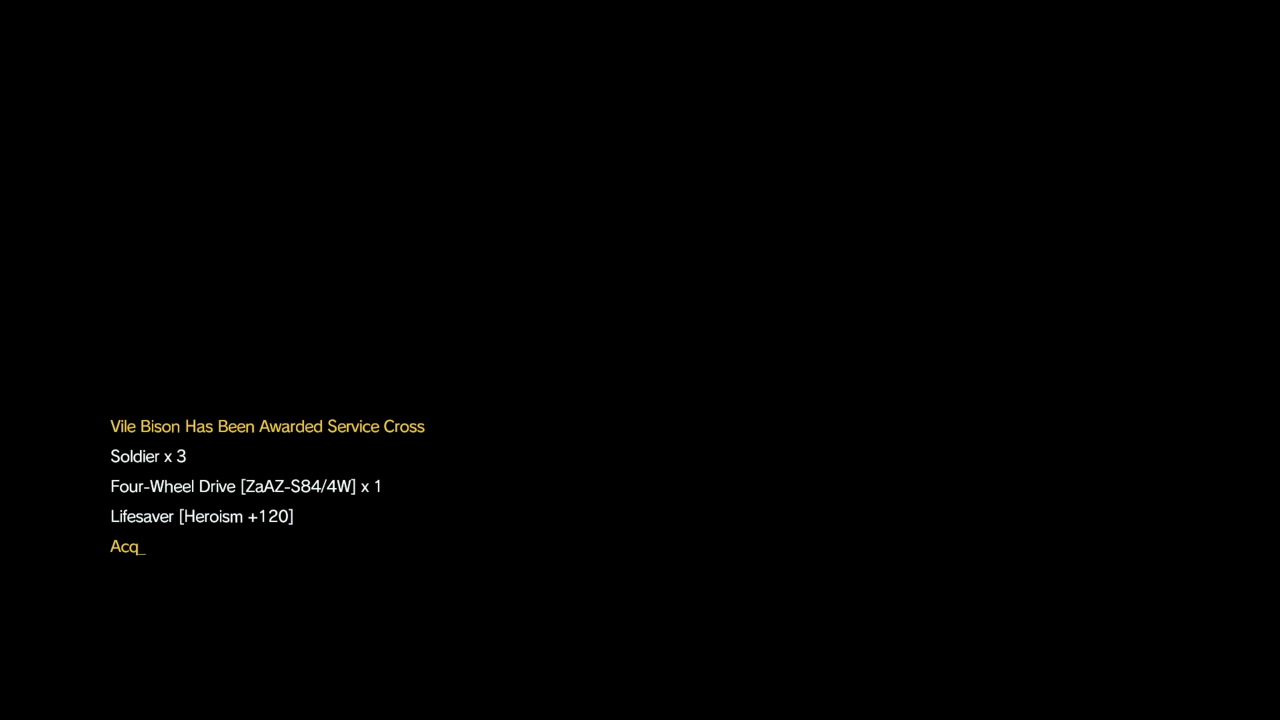 Vile Bison Has Been Awarded Service Cross
Soldier x 3
Four-Wheel Drive [ZaAZ-S84/4W] x 1
Lifesaver [Heroism +120]
Acq_